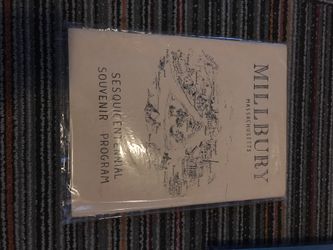 MILLBURY
MASSACHUSETTS
SESQUICENTENNIAL
SOUVENIR PROGRAM